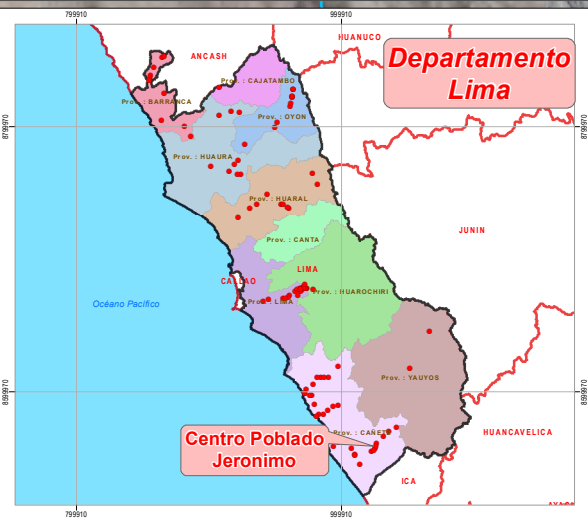 799910
999910
HUANUCO
ANCASH
Departamento
Lima
Prov. : CAJATAMBO
Prov. : BARRANCA
Prov. : OYON
8799970
8799970
Prov. : HUAURA
Prov. : HUARAL
JUNIN
Prov. : CANTA
LIMA
CALLAO
Prov. : HUAROCHIRI
Océano Pacífico
Prov. : LIMA
Prov. : YAUYOS
8599970
8599970
Prov. : CAÑETE
HUANCAVELICA
Centro Poblado
Jeronimo
ICA
799910
999910